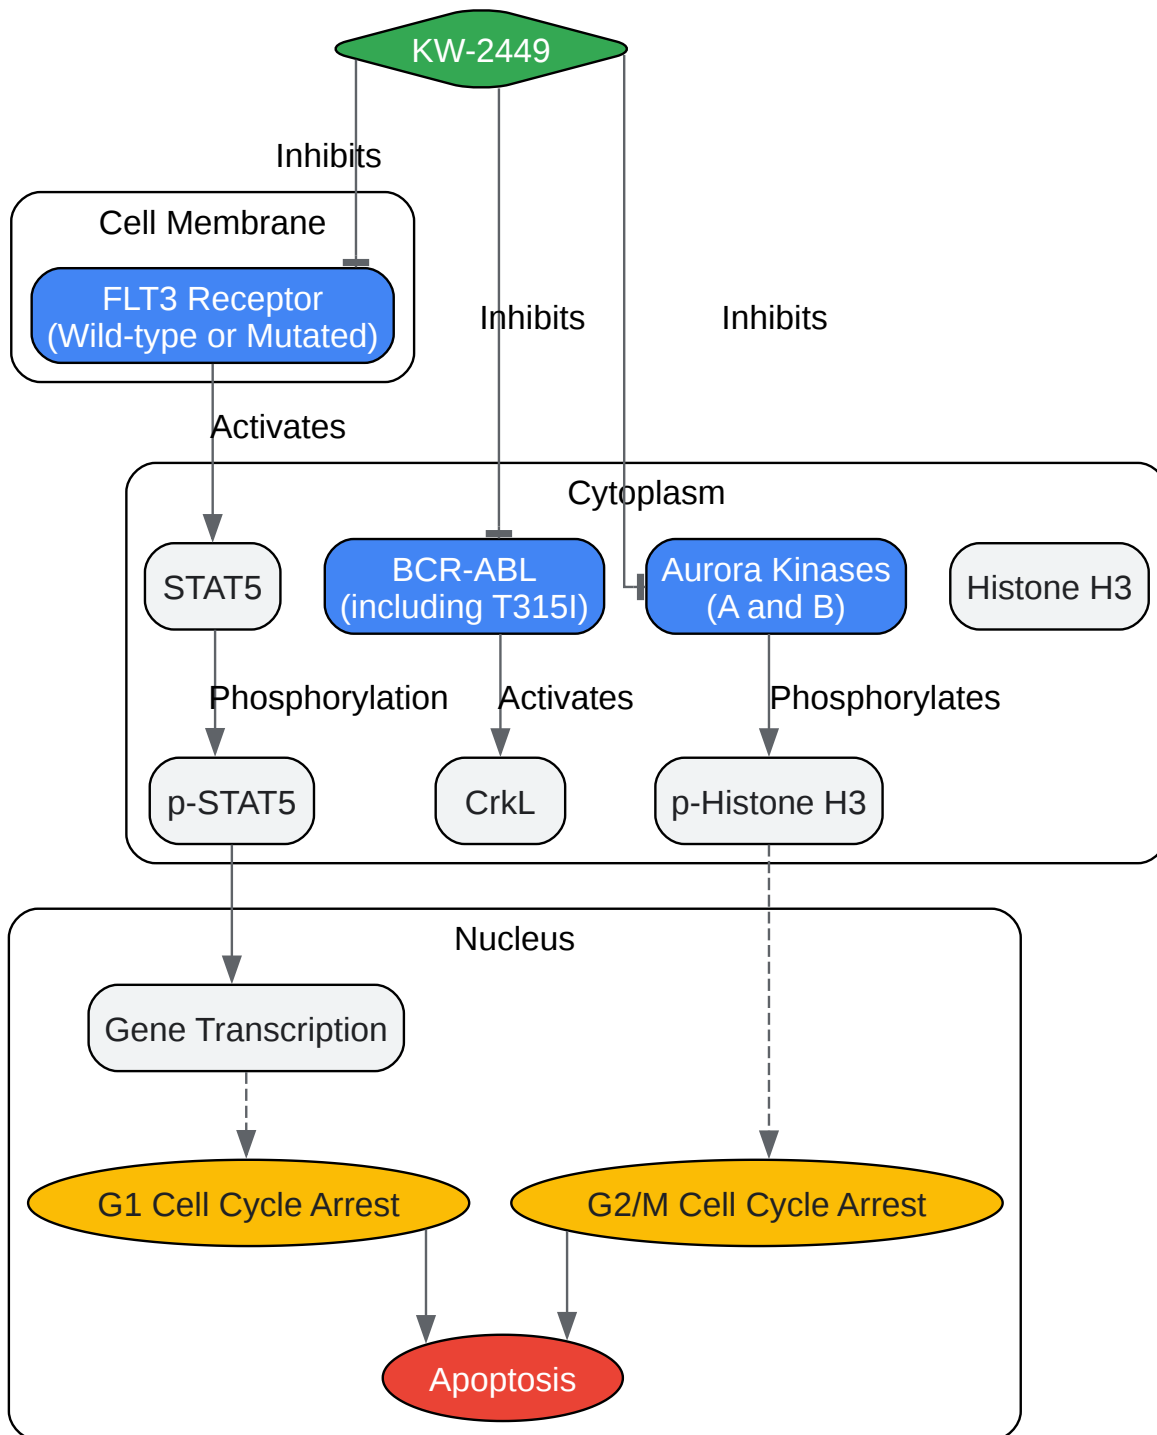 KW-2449
Inhibits
Cell Membrane
FLT3 Receptor
(Wild-type or Mutated)
Inhibits
Inhibits
Activates
Cytoplasm
STAT5
BCR-ABL
(including T315I)
Aurora Kinases
(A and B)
Histone H3
Phosphorylation
Activates
Phosphorylates
p-STAT5
CrkL
p-Histone H3
Nucleus
Gene Transcription
G1 Cell Cycle Arrest
G2/M Cell Cycle Arrest
Apoptosis